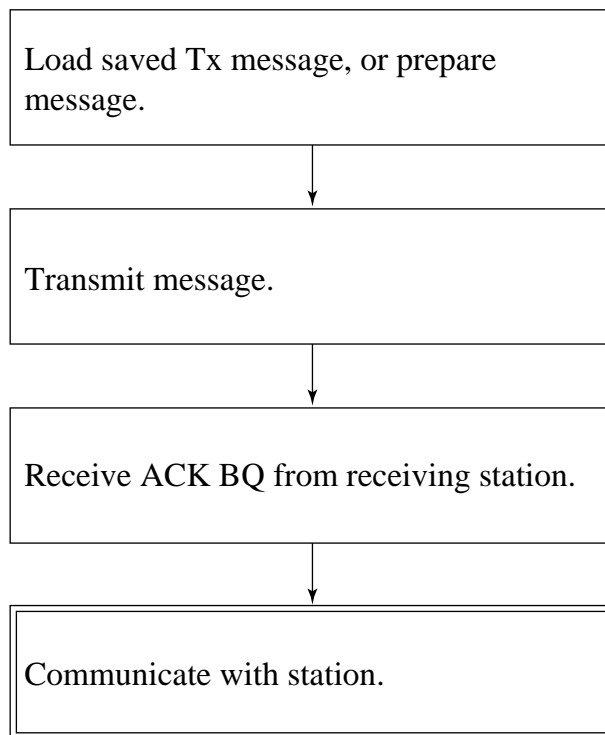 Load saved Tx message, or prepare
message.
Transmit message.
Receive ACK BQ from receiving station.
Communicate with station.